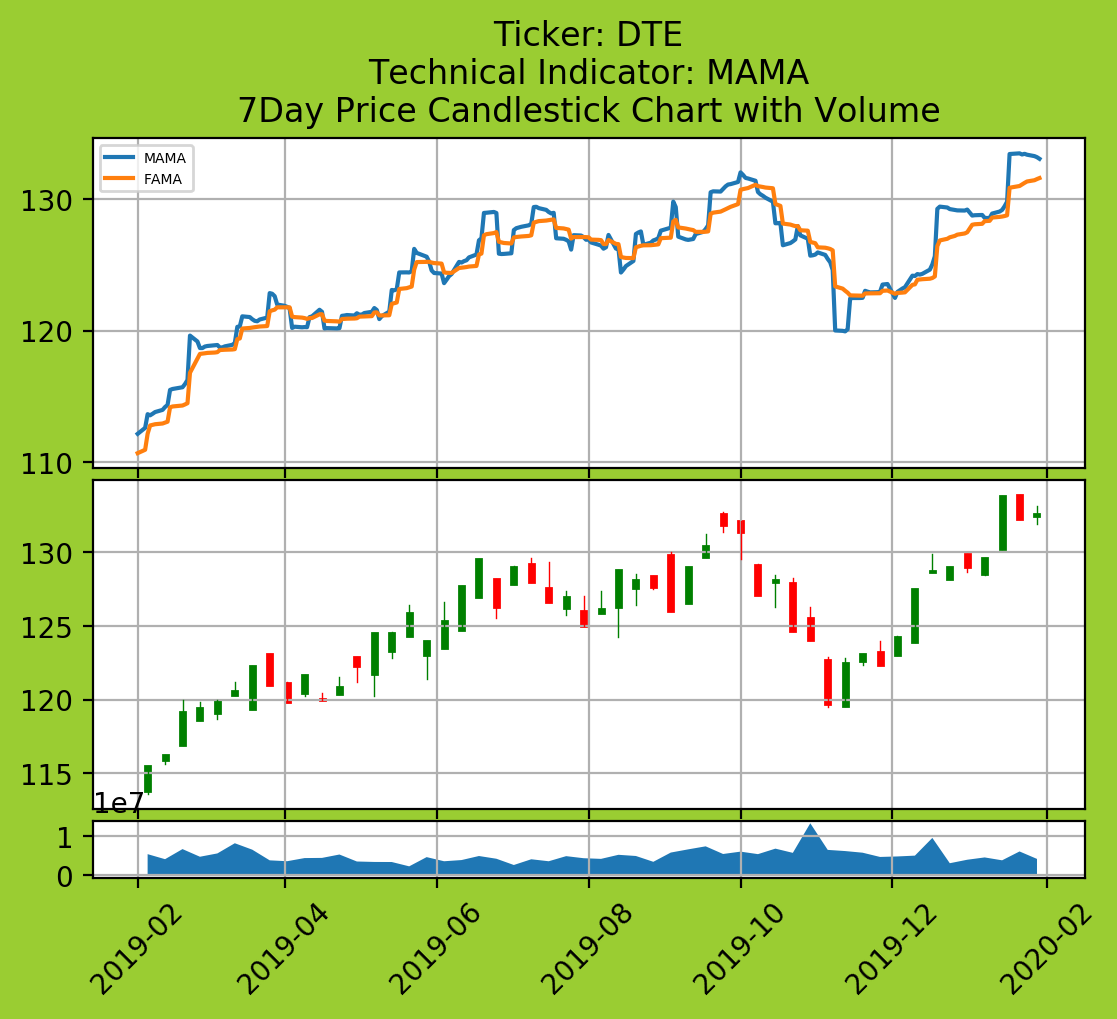 Ticker: DTE
Technical Indicator: MAMA
7Day Price Candlestick Chart with Volume
MAMA
FAMA
130
120
110
130
125
120
115
1e7
1
0
2019-02
2019-04
2019-06
2019-08
2019-10
2019-12
2020-02